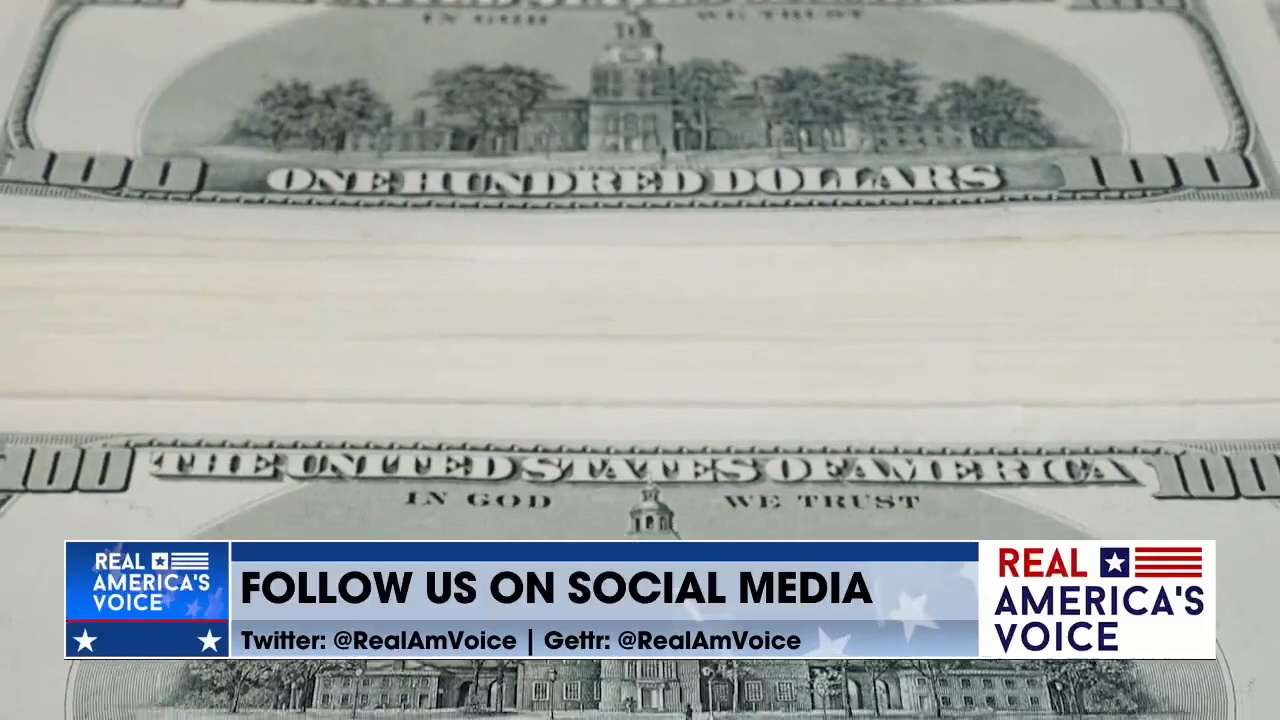 IN GOD WE TRUST
100 ONE HUNDRED DOLLARS 100
100 THE UNITED STATES OF AMERICA 100
IN GOD WE TRUST
REAL
AMERICA'S
VOICE
FOLLOW US ON SOCIAL MEDIA
Twitter: @RealAmVoice | Gettr: @RealAmVoice
REAL
AMERICA'S
VOICE